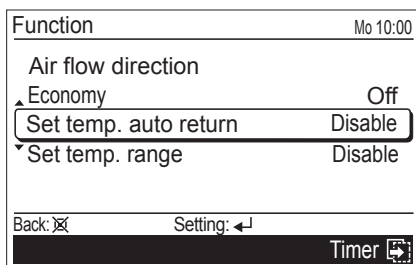 Function Mo 10:00
Air flow direction
Economy Off
Set temp. auto return Disable
Set temp. range Disable
Back: Setting:
Timer